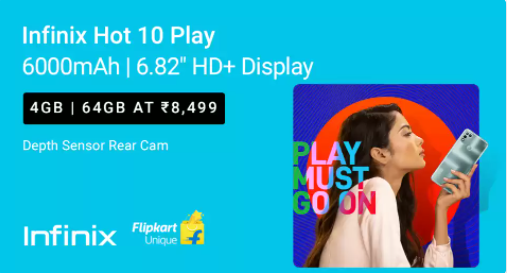 Infinix Hot 10 Play
6000mAh | 6.82" HD+ Display
4GB | 64GB AT ₹8,499
Depth Sensor Rear Cam
PLAY
MUST
GO ON
Infinix
Flipkart
Unique